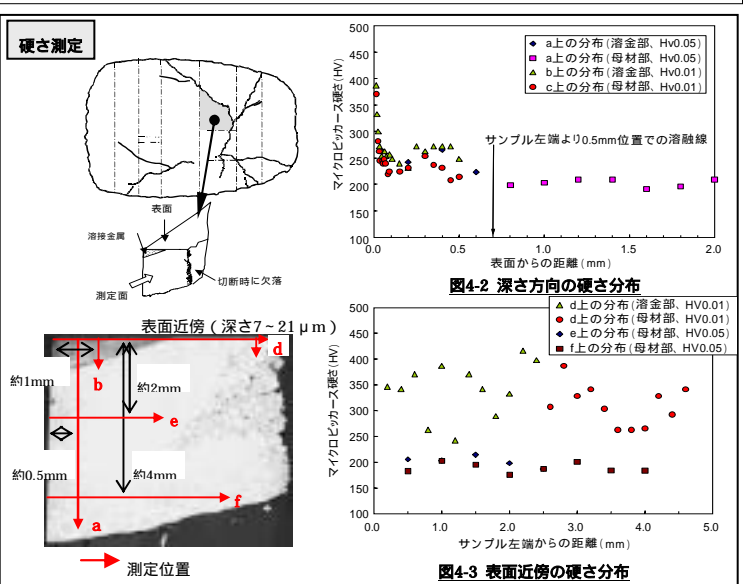 硬さ測定
表面
溶接金属
測定面
切断時に欠落
表面近傍（深さ7～21μm）
d
b
約1mm
約2mm
e
約0.5mm
約4mm
f
a
測定位置
500
450
400
350
300
250
200
150
100
マイクロビッカース硬さ(HV)
a上の分布(溶金部、Hv0.05)
a上の分布(母材部、Hv0.05)
b上の分布(溶金部、Hv0.01)
c上の分布(母材部、Hv0.01)
サンプル左端より0.5mm位置での溶融線
0.0 0.5 1.0 1.5 2.0
表面からの距離(mm)
図4-2 深さ方向の硬さ分布
d上の分布(溶金部、HV0.01)
d上の分布(母材部、HV0.01)
e上の分布(母材部、HV0.05)
f上の分布(母材部、HV0.05)
500
450
400
350
300
250
200
150
100
マイクロビッカース硬さ(HV)
0.0 1.0 2.0 3.0 4.0 5.0
サンプル左端からの距離(mm)
図4-3 表面近傍の硬さ分布